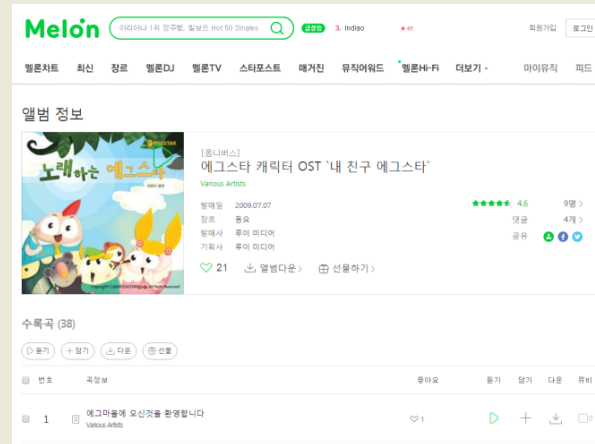 Melon
아리아나 1위 정주행, 빌보드 Hot 50 Singles
급상승
3. Indigo
45
회원가입
로그인
멜론차트 최신 장르 멜론DJ 멜론TV 스타포스트 매거진 뮤직어워드 멜론Hi-Fi 더보기 마이뮤직 피드
앨범 정보
EGGSTAR
노래하는 에그스타
[옴니버스]
에그스타 캐릭터 OST `내 친구 에그스타`
Various Artists
발매일 2009.07.07
장르 동요
발매사 루이 미디어
기획사 루이 미디어
4.6 9명 >
댓글 4개 >
공유
21 앨범다운 > 선물하기 >
수록곡 (38)
듣기 담기 다운 선물
번호 곡정보 좋아요 듣기 담기 다운 뮤비
1 에그마을에 오신것을 환영합니다 1
Various Artists